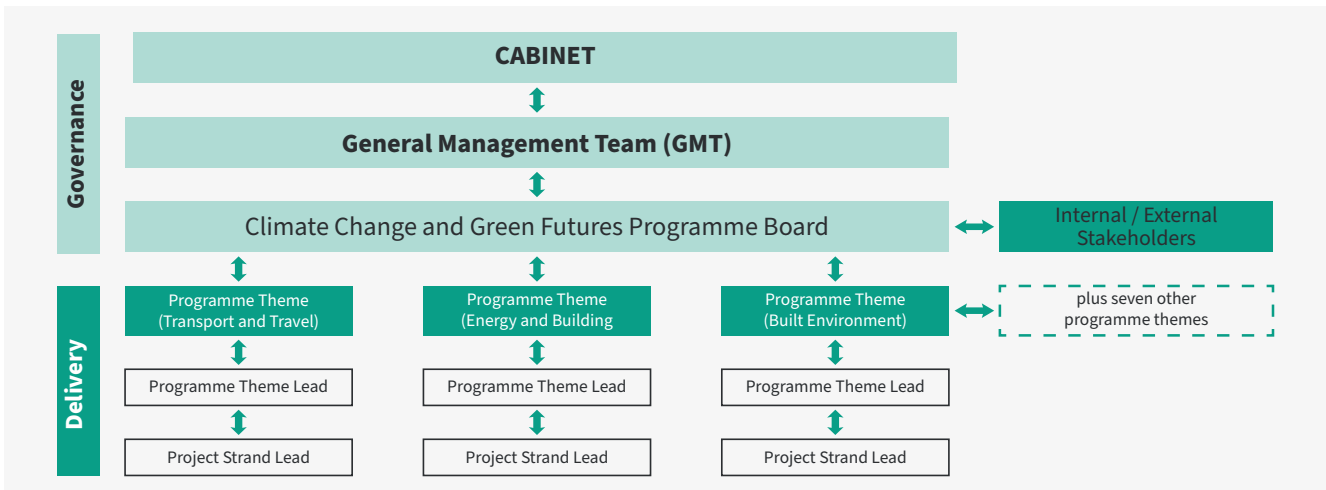 Governance
CABINET
General Management Team (GMT)
Climate Change and Green Futures Programme Board
Internal / External
Stakeholders
Delivery
Programme Theme
(Transport and Travel)
Programme Theme
(Energy and Building
Programme Theme
(Built Environment)
plus seven other
programme themes
Programme Theme Lead
Programme Theme Lead
Programme Theme Lead
Project Strand Lead
Project Strand Lead
Project Strand Lead